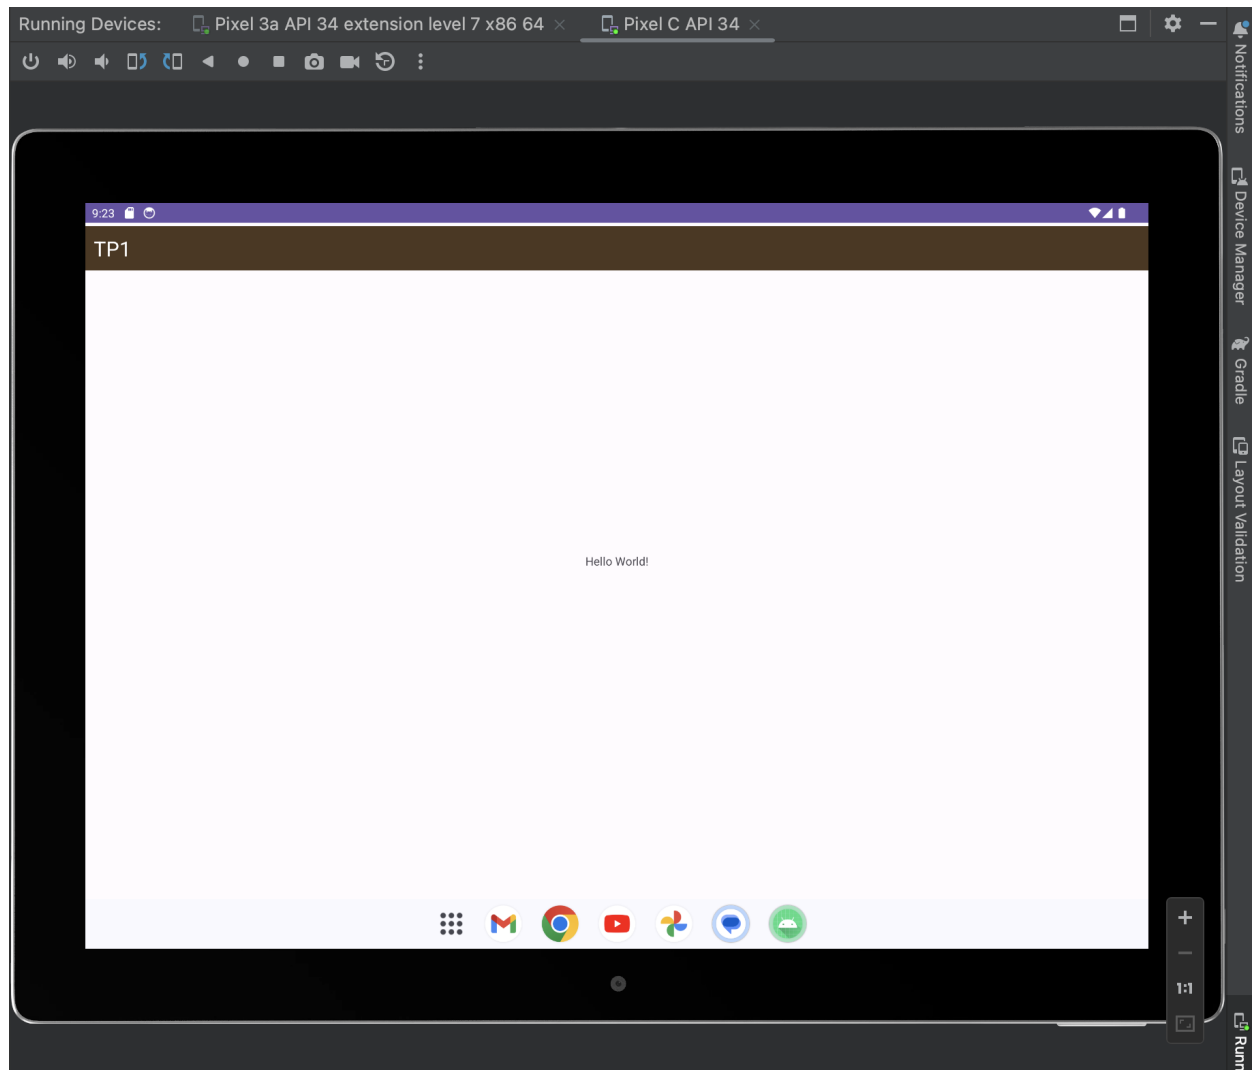 Running Devices: Pixel 3a API 34 extension level 7 x86 64 Pixel C API 34
9:23
TP1
Hello World!
1:1
Notifications
Device Manager
Gradle
Layout Validation
Runn